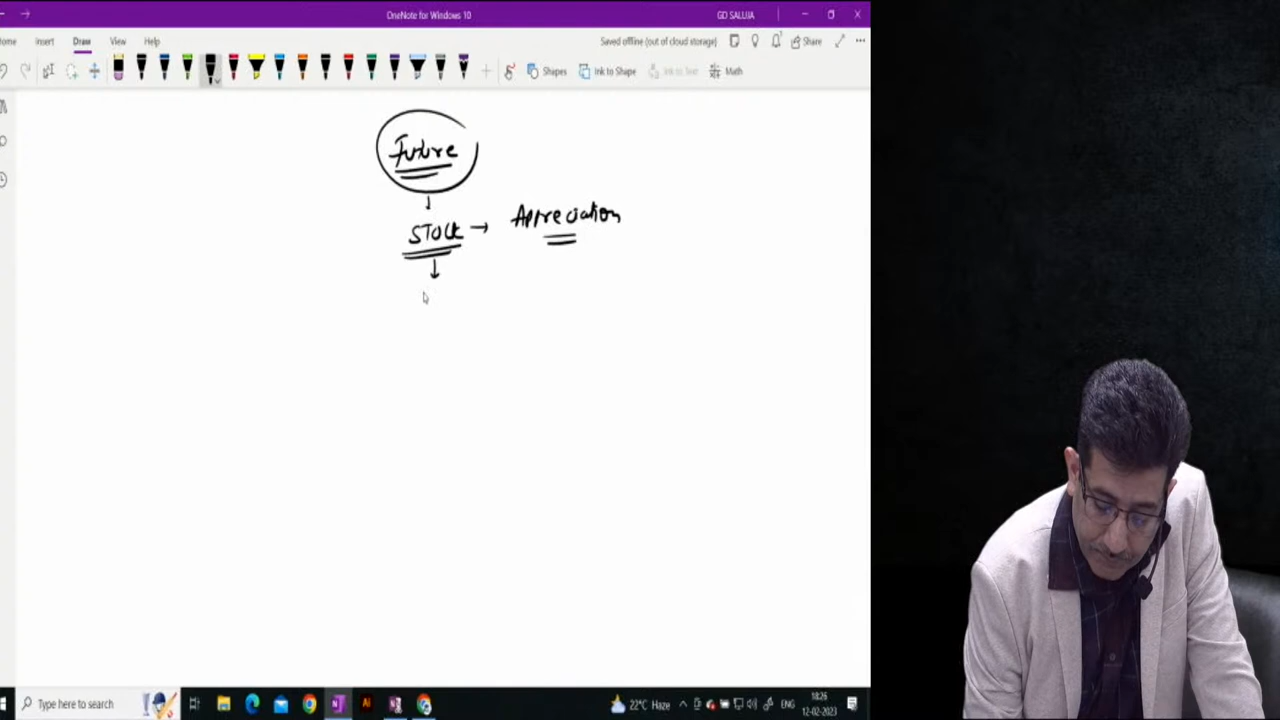 OneNote for Windows 10
GD SALUJA
Insert
Draw
View
Help
Saved offline (out of cloud storage)
Share
Shapes
Ink to Shape
Ink to Text
Math
Future
STOCK → Appreciation
Type here to search
22°C Haze
ENG
18:26
12-02-2023